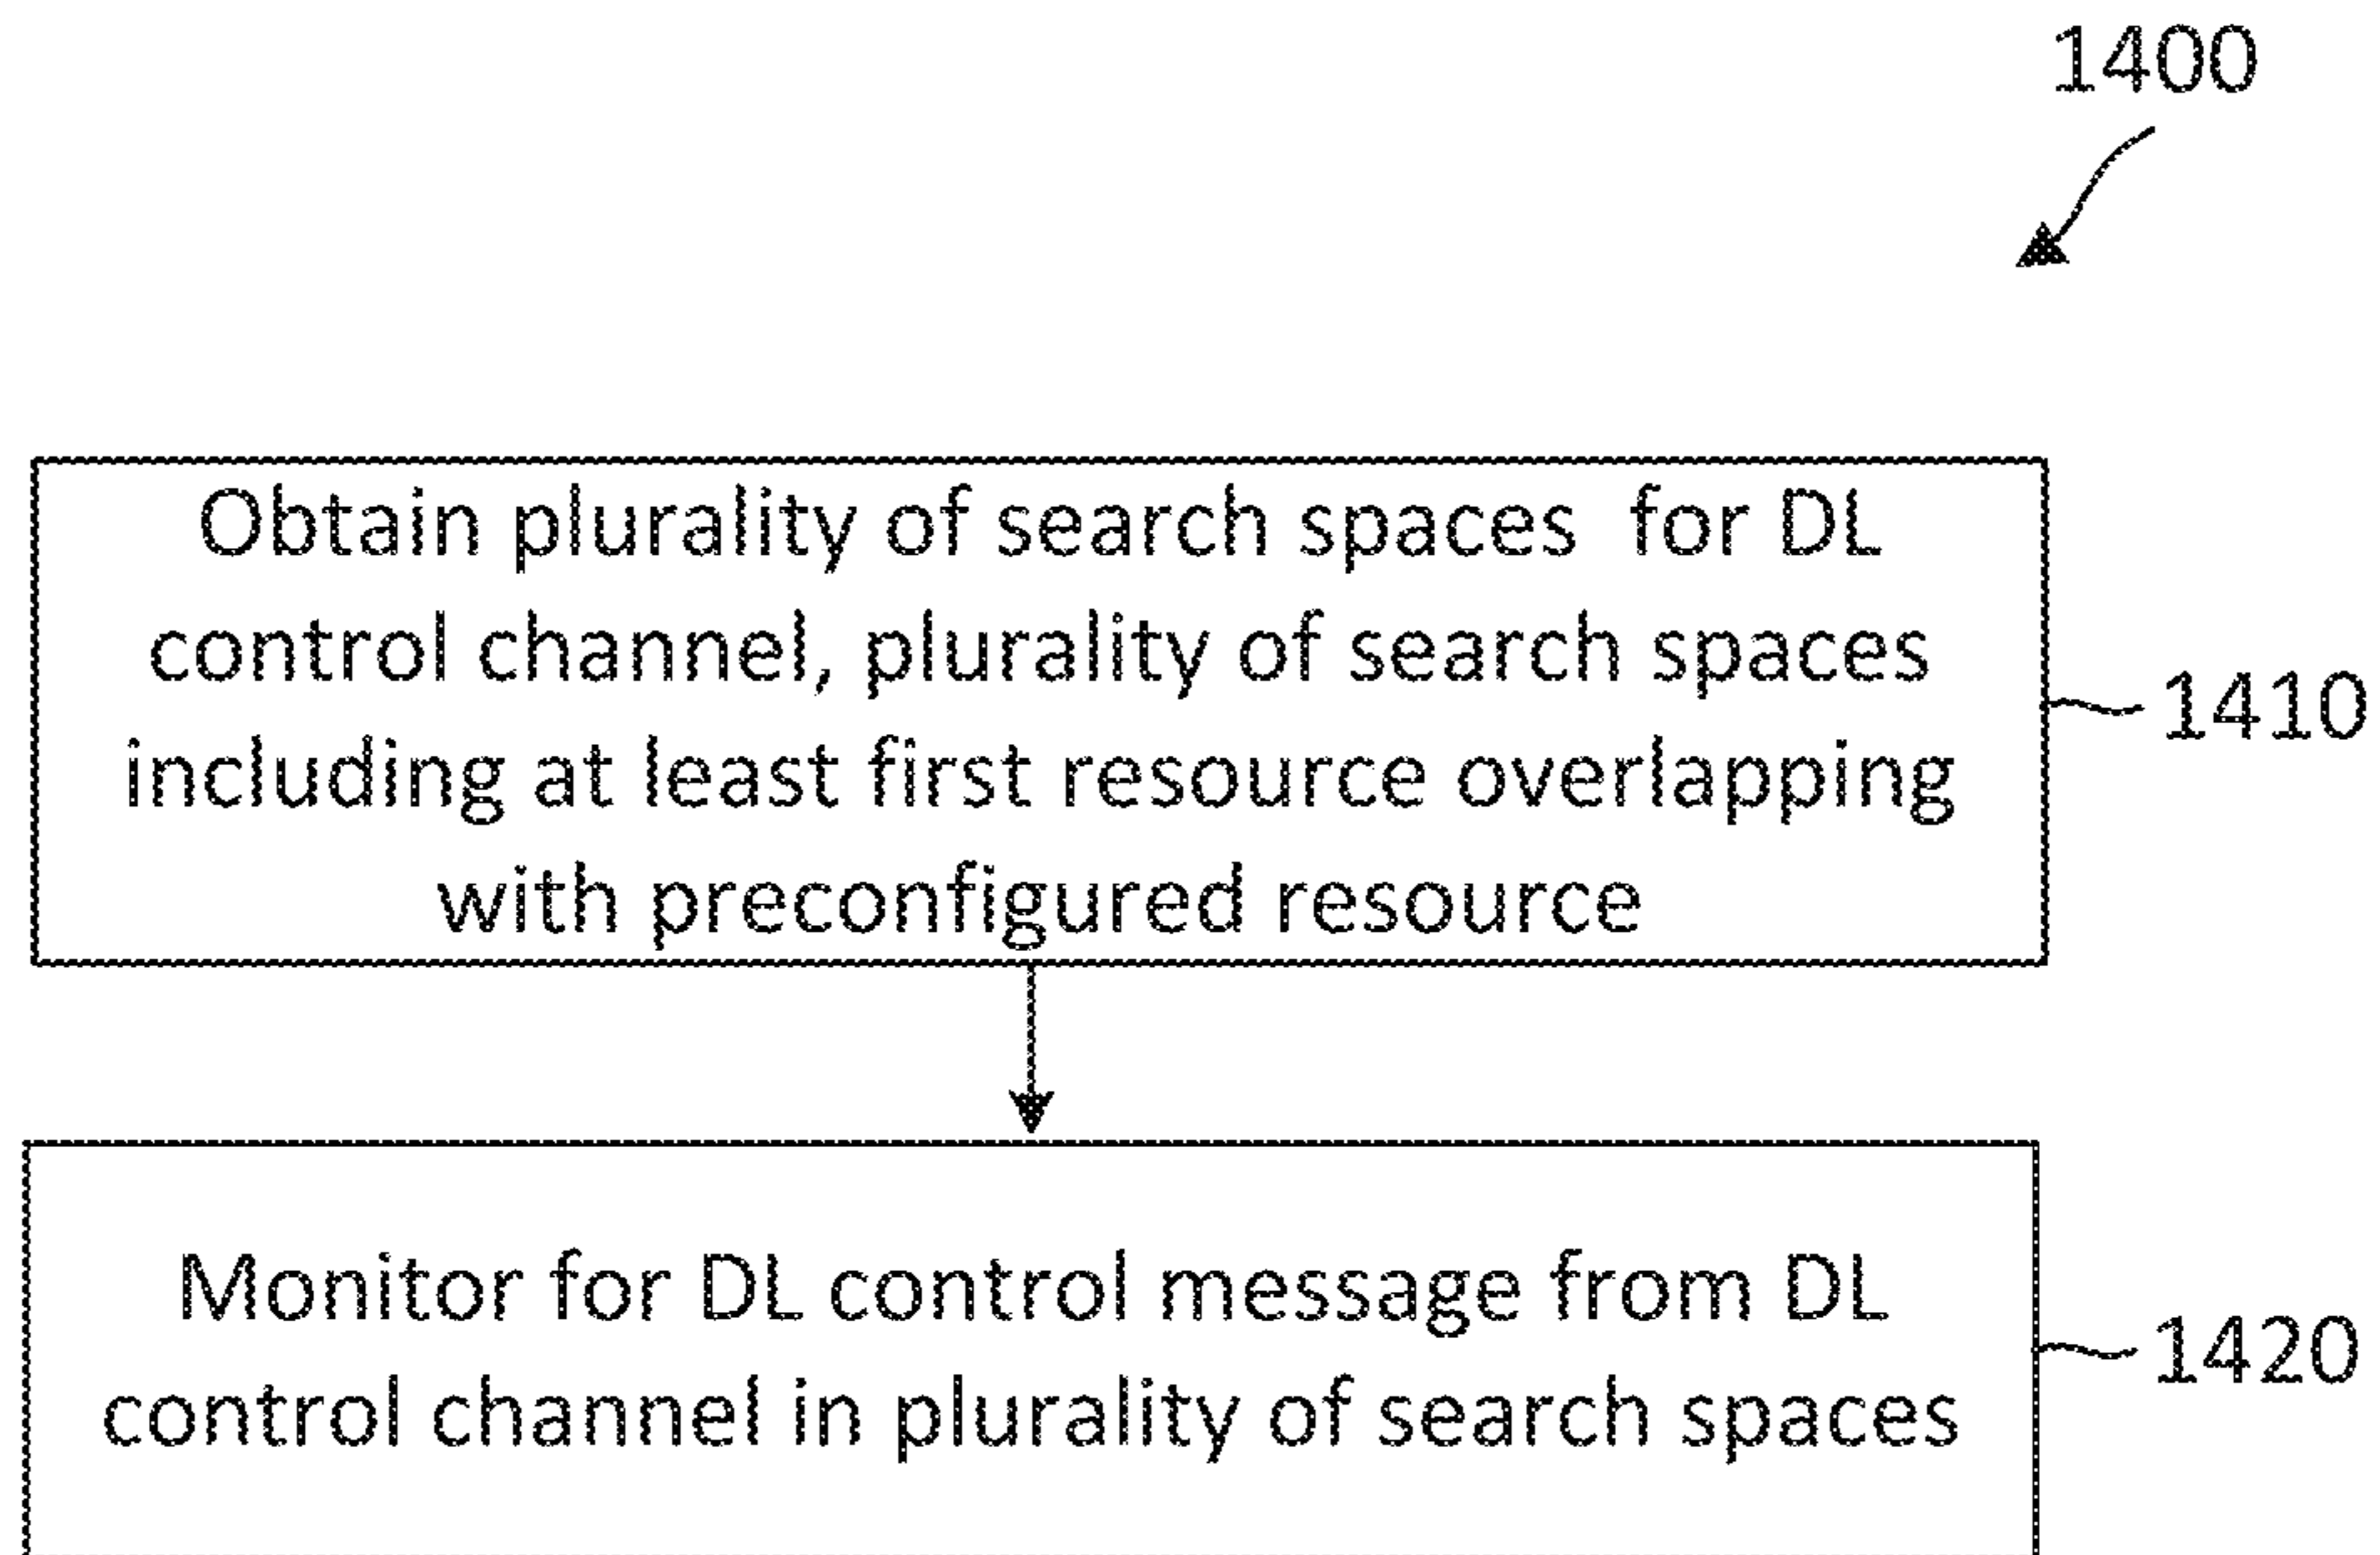 1400
Obtain plurality of search spaces for DL
control channel, plurality of search spaces
including at least first resource overlapping
with preconfigured resource
1410
Monitor for DL control message from DL
control channel in plurality of search spaces
1420